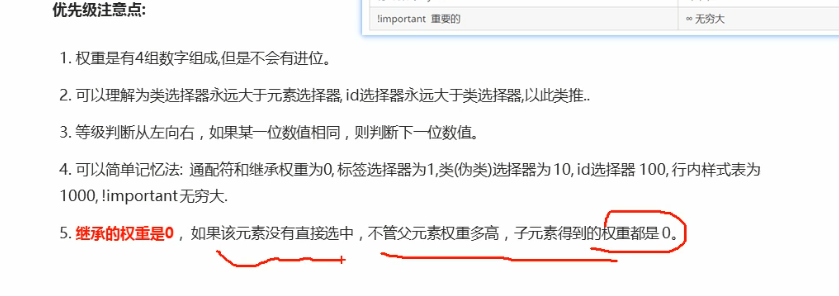 优先级注意点:
!important 重要的 ∞ 无穷大
1. 权重是有4组数字组成,但是不会有进位。
2. 可以理解为类选择器永远大于元素选择器, id选择器永远大于类选择器,以此类推..
3. 等级判断从左向右，如果某一位数值相同，则判断下一位数值。
4. 可以简单记忆法: 通配符和继承权重为0, 标签选择器为1,类(伪类)选择器为 10, id选择器 100, 行内样式表为
1000, !important 无穷大.
5. 继承的权重是0， 如果该元素没有直接选中，不管父元素权重多高，子元素得到的权重都是 0。